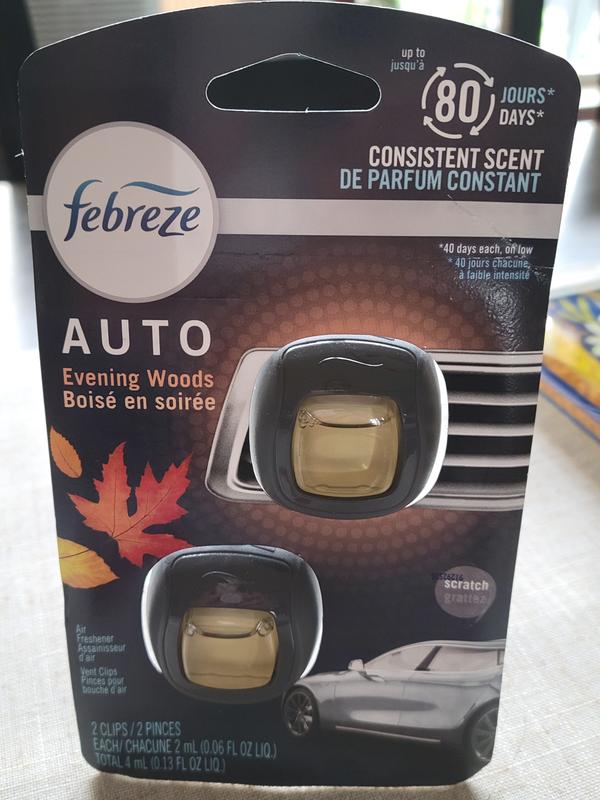 up to
jusqu'à
80
JOURS*
DAYS*
CONSISTENT SCENT
DE PARFUM CONSTANT
febreze
*40 days each, on low
* 40 jours chacune,
à faible intensité
AUTO
Evening Woods
Boisé en soirée
scratch
grattez
Air
Freshener
Assainisseur
d'air
Vent Clips
Pinces pour
bouche d'air
2 CLIPS / 2 PINCES
EACH/ CHACUNE 2 mL (0.06 FL OZ LIQ.)
TOTAL 4 mL (0.13 FL OZ LIQ.)